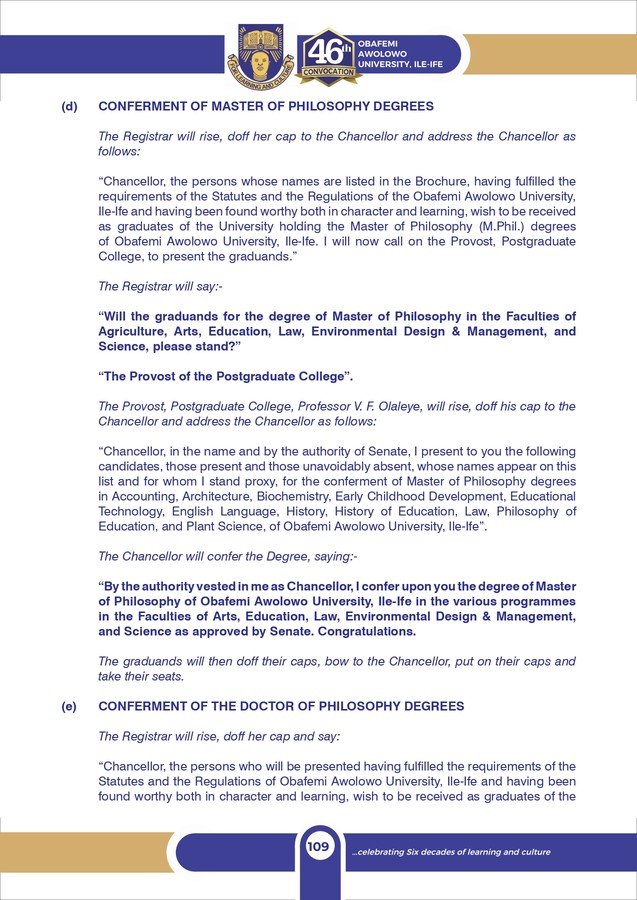 FOR LEARNING AND CULTURE
46th
CONVOCATION
OBAFEMI
AWOLOWO
UNIVERSITY, ILE-IFE
(d) CONFERMENT OF MASTER OF PHILOSOPHY DEGREES
The Registrar will rise, doff her cap to the Chancellor and address the Chancellor as
follows:
“Chancellor, the persons whose names are listed in the Brochure, having fulfilled the
requirements of the Statutes and the Regulations of the Obafemi Awolowo University,
Ile-Ife and having been found worthy both in character and learning, wish to be received
as graduates of the University holding the Master of Philosophy (M.Phil.) degrees
of Obafemi Awolowo University, Ile-Ife. I will now call on the Provost, Postgraduate
College, to present the graduands.”
The Registrar will say:-
“Will the graduands for the degree of Master of Philosophy in the Faculties of
Agriculture, Arts, Education, Law, Environmental Design & Management, and
Science, please stand?”
“The Provost of the Postgraduate College”.
The Provost, Postgraduate College, Professor V. F. Olaleye, will rise, doff his cap to the
Chancellor and address the Chancellor as follows:
“Chancellor, in the name and by the authority of Senate, I present to you the following
candidates, those present and those unavoidably absent, whose names appear on this
list and for whom I stand proxy, for the conferment of Master of Philosophy degrees
in Accounting, Architecture, Biochemistry, Early Childhood Development, Educational
Technology, English Language, History, History of Education, Law, Philosophy of
Education, and Plant Science, of Obafemi Awolowo University, Ile-Ife”.
The Chancellor will confer the Degree, saying:-
“By the authority vested in me as Chancellor, I confer upon you the degree of Master
of Philosophy of Obafemi Awolowo University, Ile-Ife in the various programmes
in the Faculties of Arts, Education, Law, Environmental Design & Management,
and Science as approved by Senate. Congratulations.
The graduands will then doff their caps, bow to the Chancellor, put on their caps and
take their seats.
(e) CONFERMENT OF THE DOCTOR OF PHILOSOPHY DEGREES
The Registrar will rise, doff her cap and say:
“Chancellor, the persons who will be presented having fulfilled the requirements of the
Statutes and the Regulations of Obafemi Awolowo University, Ile-Ife and having been
found worthy both in character and learning, wish to be received as graduates of the
109
...celebrating Six decades of learning and culture